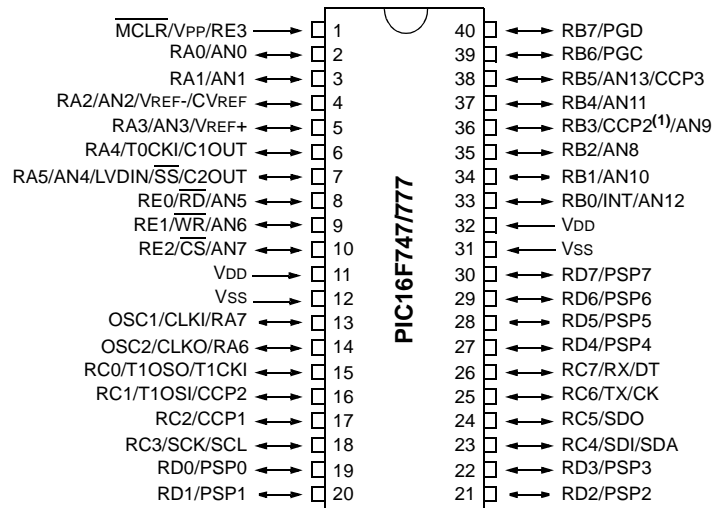 MCLR/VPP/RE3 1 40 RB7/PGD
RA0/AN0 2 39 RB6/PGC
RA1/AN1 3 38 RB5/AN13/CCP3
RA2/AN2/VREF-/CVREF 4 37 RB4/AN11
RA3/AN3/VREF+ 5 36 RB3/CCP2(1)/AN9
RA4/T0CKI/C1OUT 6 35 RB2/AN8
RA5/AN4/LVDIN/SS/C2OUT 7 34 RB1/AN10
RE0/RD/AN5 8 33 RB0/INT/AN12
RE1/WR/AN6 9 32 VDD
RE2/CS/AN7 10 31 VSS
VDD 11 30 RD7/PSP7
VSS 12 29 RD6/PSP6
OSC1/CLKI/RA7 13 28 RD5/PSP5
OSC2/CLKO/RA6 14 27 RD4/PSP4
RC0/T1OSO/T1CKI 15 26 RC7/RX/DT
RC1/T1OSI/CCP2 16 25 RC6/TX/CK
RC2/CCP1 17 24 RC5/SDO
RC3/SCK/SCL 18 23 RC4/SDI/SDA
RD0/PSP0 19 22 RD3/PSP3
RD1/PSP1 20 21 RD2/PSP2
PIC16F747/777